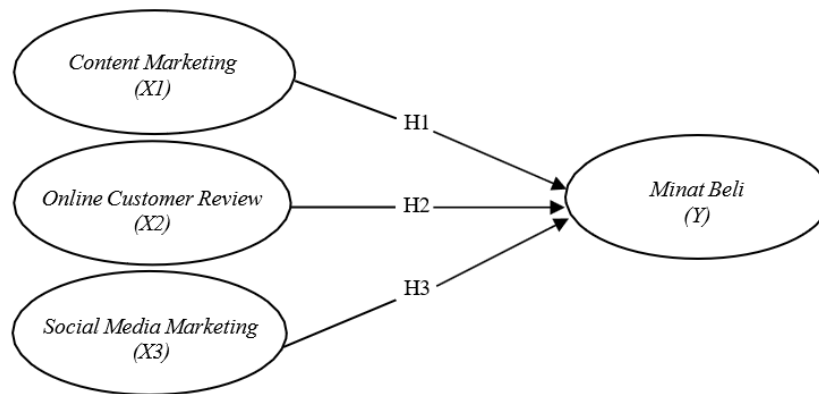 Content Marketing
(X1)
H1
Online Customer Review
(X2)
H2
Minat Beli
(Y)
Social Media Marketing
(X3)
H3